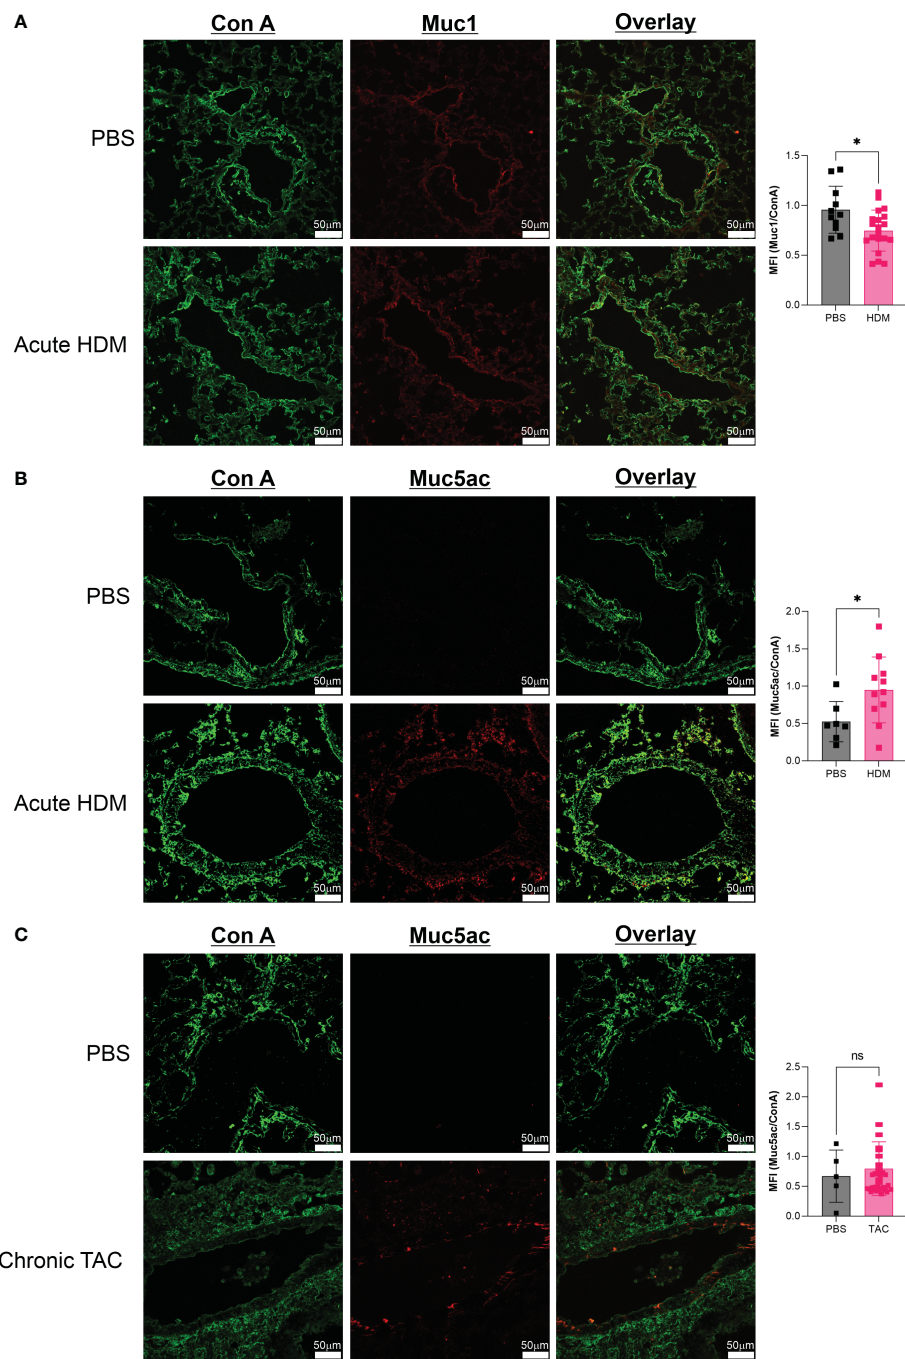 A
Con A
Muc1
Overlay
PBS
50μm
50μm
50μm
Acute HDM
50μm
50μm
50μm
MFI (Muc1/ConA)
1.5
1.0
0.5
0.0
*
PBS
HDM
B
Con A
Muc5ac
Overlay
PBS
50μm
50μm
50μm
Acute HDM
50μm
50μm
50μm
MFI (Muc5ac/ConA)
2.0
1.5
1.0
0.5
0.0
*
PBS
HDM
C
Con A
Muc5ac
Overlay
PBS
50μm
50μm
50μm
Chronic TAC
50μm
50μm
50μm
MFI (Muc5ac/ConA)
2.5
2.0
1.5
1.0
0.5
0.0
ns
PBS
TAC